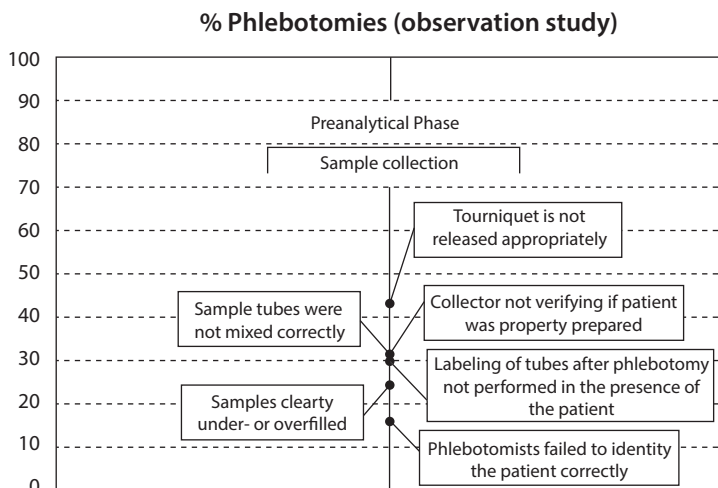 % Phlebotomies (observation study)
100
90
80
70
60
50
40
30
20
10
0
Preanalytical Phase
Sample collection
Tourniquet is not
released appropriately
Sample tubes were
not mixed correctly
Collector not verifying if patient
was property prepared
Labeling of tubes after phlebotomy
not performed in the presence of
the patient
Samples clearty
under- or overfilled
Phlebotomists failed to identity
the patient correctly